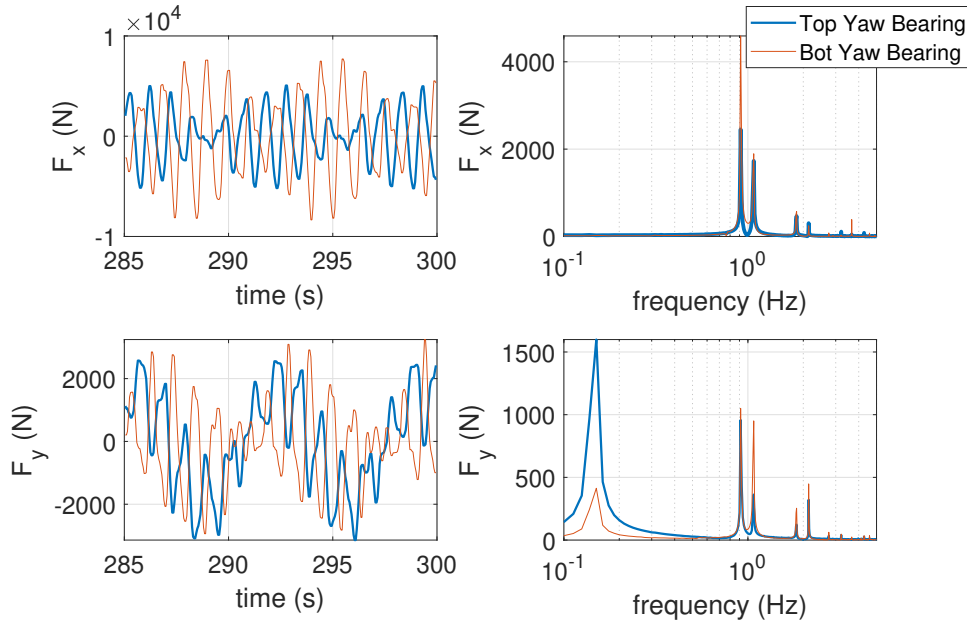 ×10^4
1
0
-1
F_x (N)
285
290
295
300
time (s)
Top Yaw Bearing
Bot Yaw Bearing
4000
2000
0
F_x (N)
10^-1
10^0
frequency (Hz)
2000
0
-2000
F_y (N)
285
290
295
300
time (s)
1500
1000
500
0
F_y (N)
10^-1
10^0
frequency (Hz)